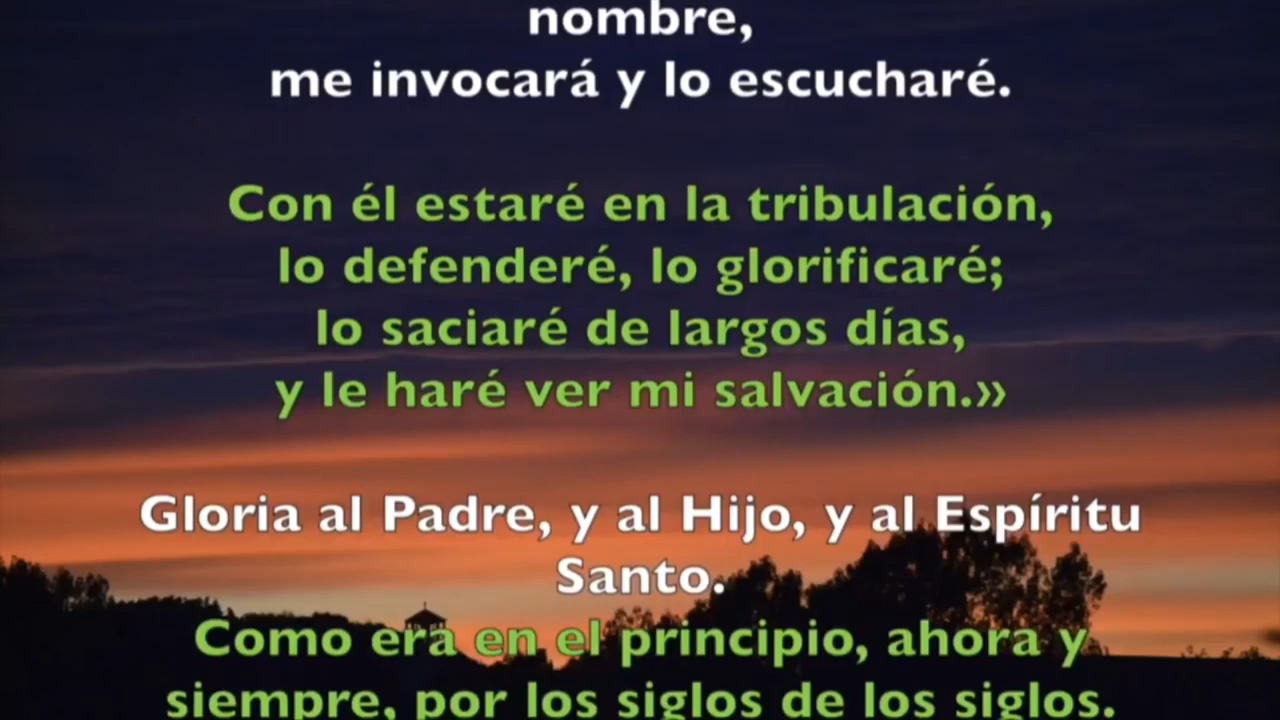 nombre,
me invocará y lo escucharé.
Con él estaré en la tribulación,
lo defenderé, lo glorificaré;
lo saciaré de largos días,
y le haré ver mi salvación.»
Gloria al Padre, y al Hijo, y al Espíritu
Santo.
Como era en el principio, ahora y
siempre, por los siglos de los siglos.